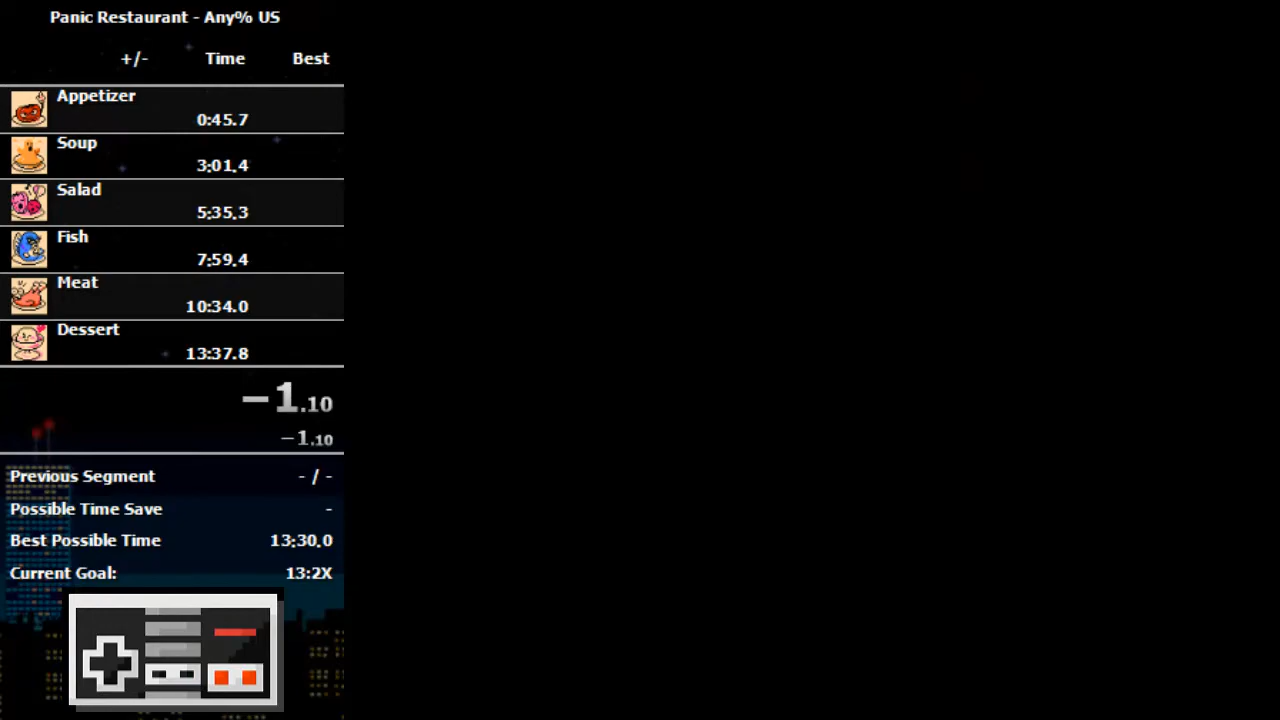 Panic Restaurant - Any% US
+/- Time Best
Appetizer
0:45.7
Soup
3:01.4
Salad
5:35.3
Fish
7:59.4
Meat
10:34.0
Dessert
13:37.8
−1.10
−1.10
Previous Segment - / -
Possible Time Save -
Best Possible Time 13:30.0
Current Goal: 13:2X